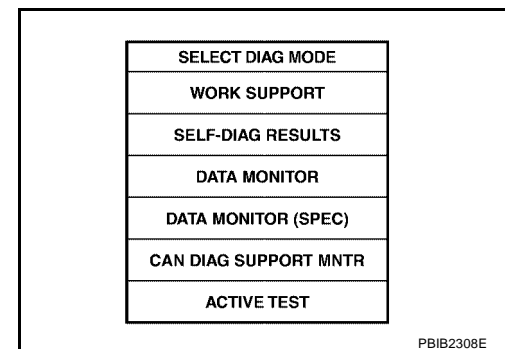 SELECT DIAG MODE
WORK SUPPORT
SELF-DIAG RESULTS
DATA MONITOR
DATA MONITOR (SPEC)
CAN DIAG SUPPORT MNTR
ACTIVE TEST
PBIB2308E